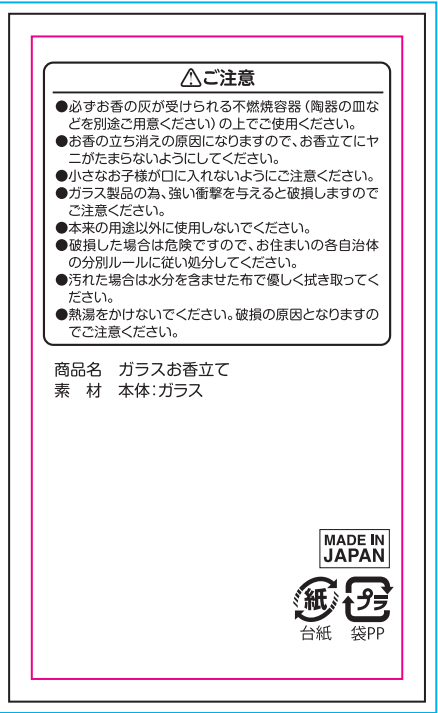 ⚠ご注意
●必ずお香の灰が受けられる不燃焼容器(陶器の皿な
どを別途ご用意ください)の上でご使用ください。
●お香の立ち消えの原因になりますので、お香立てにヤ
ニがたまらないようにしてください。
●小さなお子様が口に入れないようにご注意ください。
●ガラス製品の為、強い衝撃を与えると破損しますので
ご注意ください。
●本来の用途以外に使用しないでください。
●破損した場合は危険ですので、お住まいの各自治体
の分別ルールに従い処分してください。
●汚れた場合は水分を含ませた布で優しく拭き取ってく
ださい。
●熱湯をかけないでください。破損の原因となりますの
でご注意ください。
商品名 ガラスお香立て
素 材 本体:ガラス
MADE IN
JAPAN
紙 プラ
台紙 袋PP